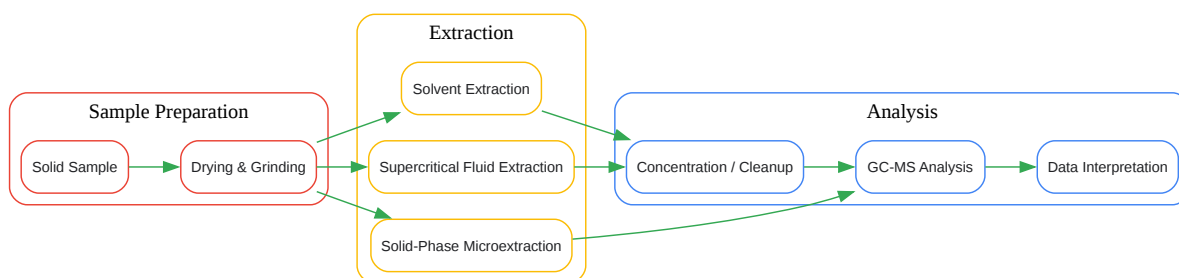 Extraction
Solvent Extraction
Sample Preparation
Analysis
Solid Sample
Drying & Grinding
Supercritical Fluid Extraction
Concentration / Cleanup
GC-MS Analysis
Data Interpretation
Solid-Phase Microextraction